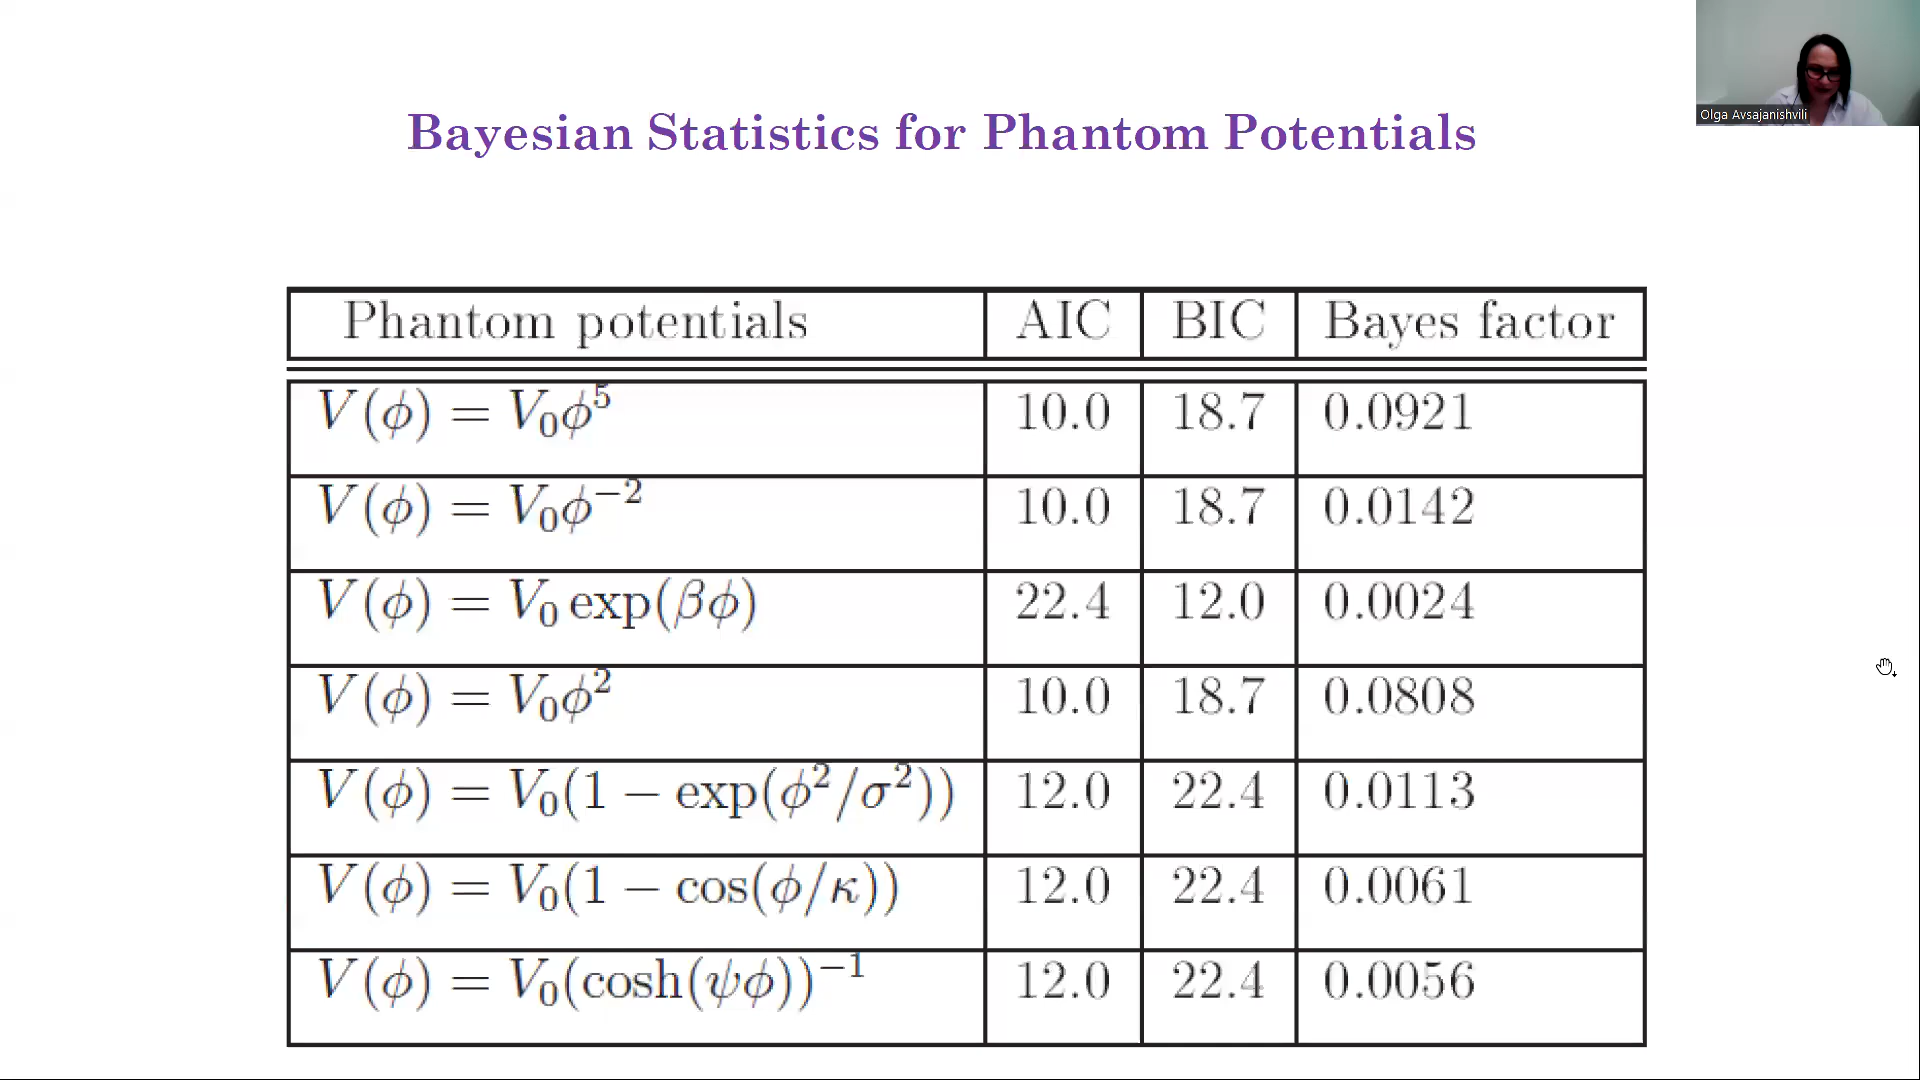 Olga Avsajanishvili
Bayesian Statistics for Phantom Potentials
Phantom potentials AIC BIC Bayes factor
V(ϕ) = V₀ϕ⁵ 10.0 18.7 0.0921
V(ϕ) = V₀ϕ⁻² 10.0 18.7 0.0142
V(ϕ) = V₀ exp(βϕ) 22.4 12.0 0.0024
V(ϕ) = V₀ϕ² 10.0 18.7 0.0808
V(ϕ) = V₀(1 − exp(ϕ²/σ²)) 12.0 22.4 0.0113
V(ϕ) = V₀(1 − cos(ϕ/κ)) 12.0 22.4 0.0061
V(ϕ) = V₀(cosh(ψϕ))⁻¹ 12.0 22.4 0.0056